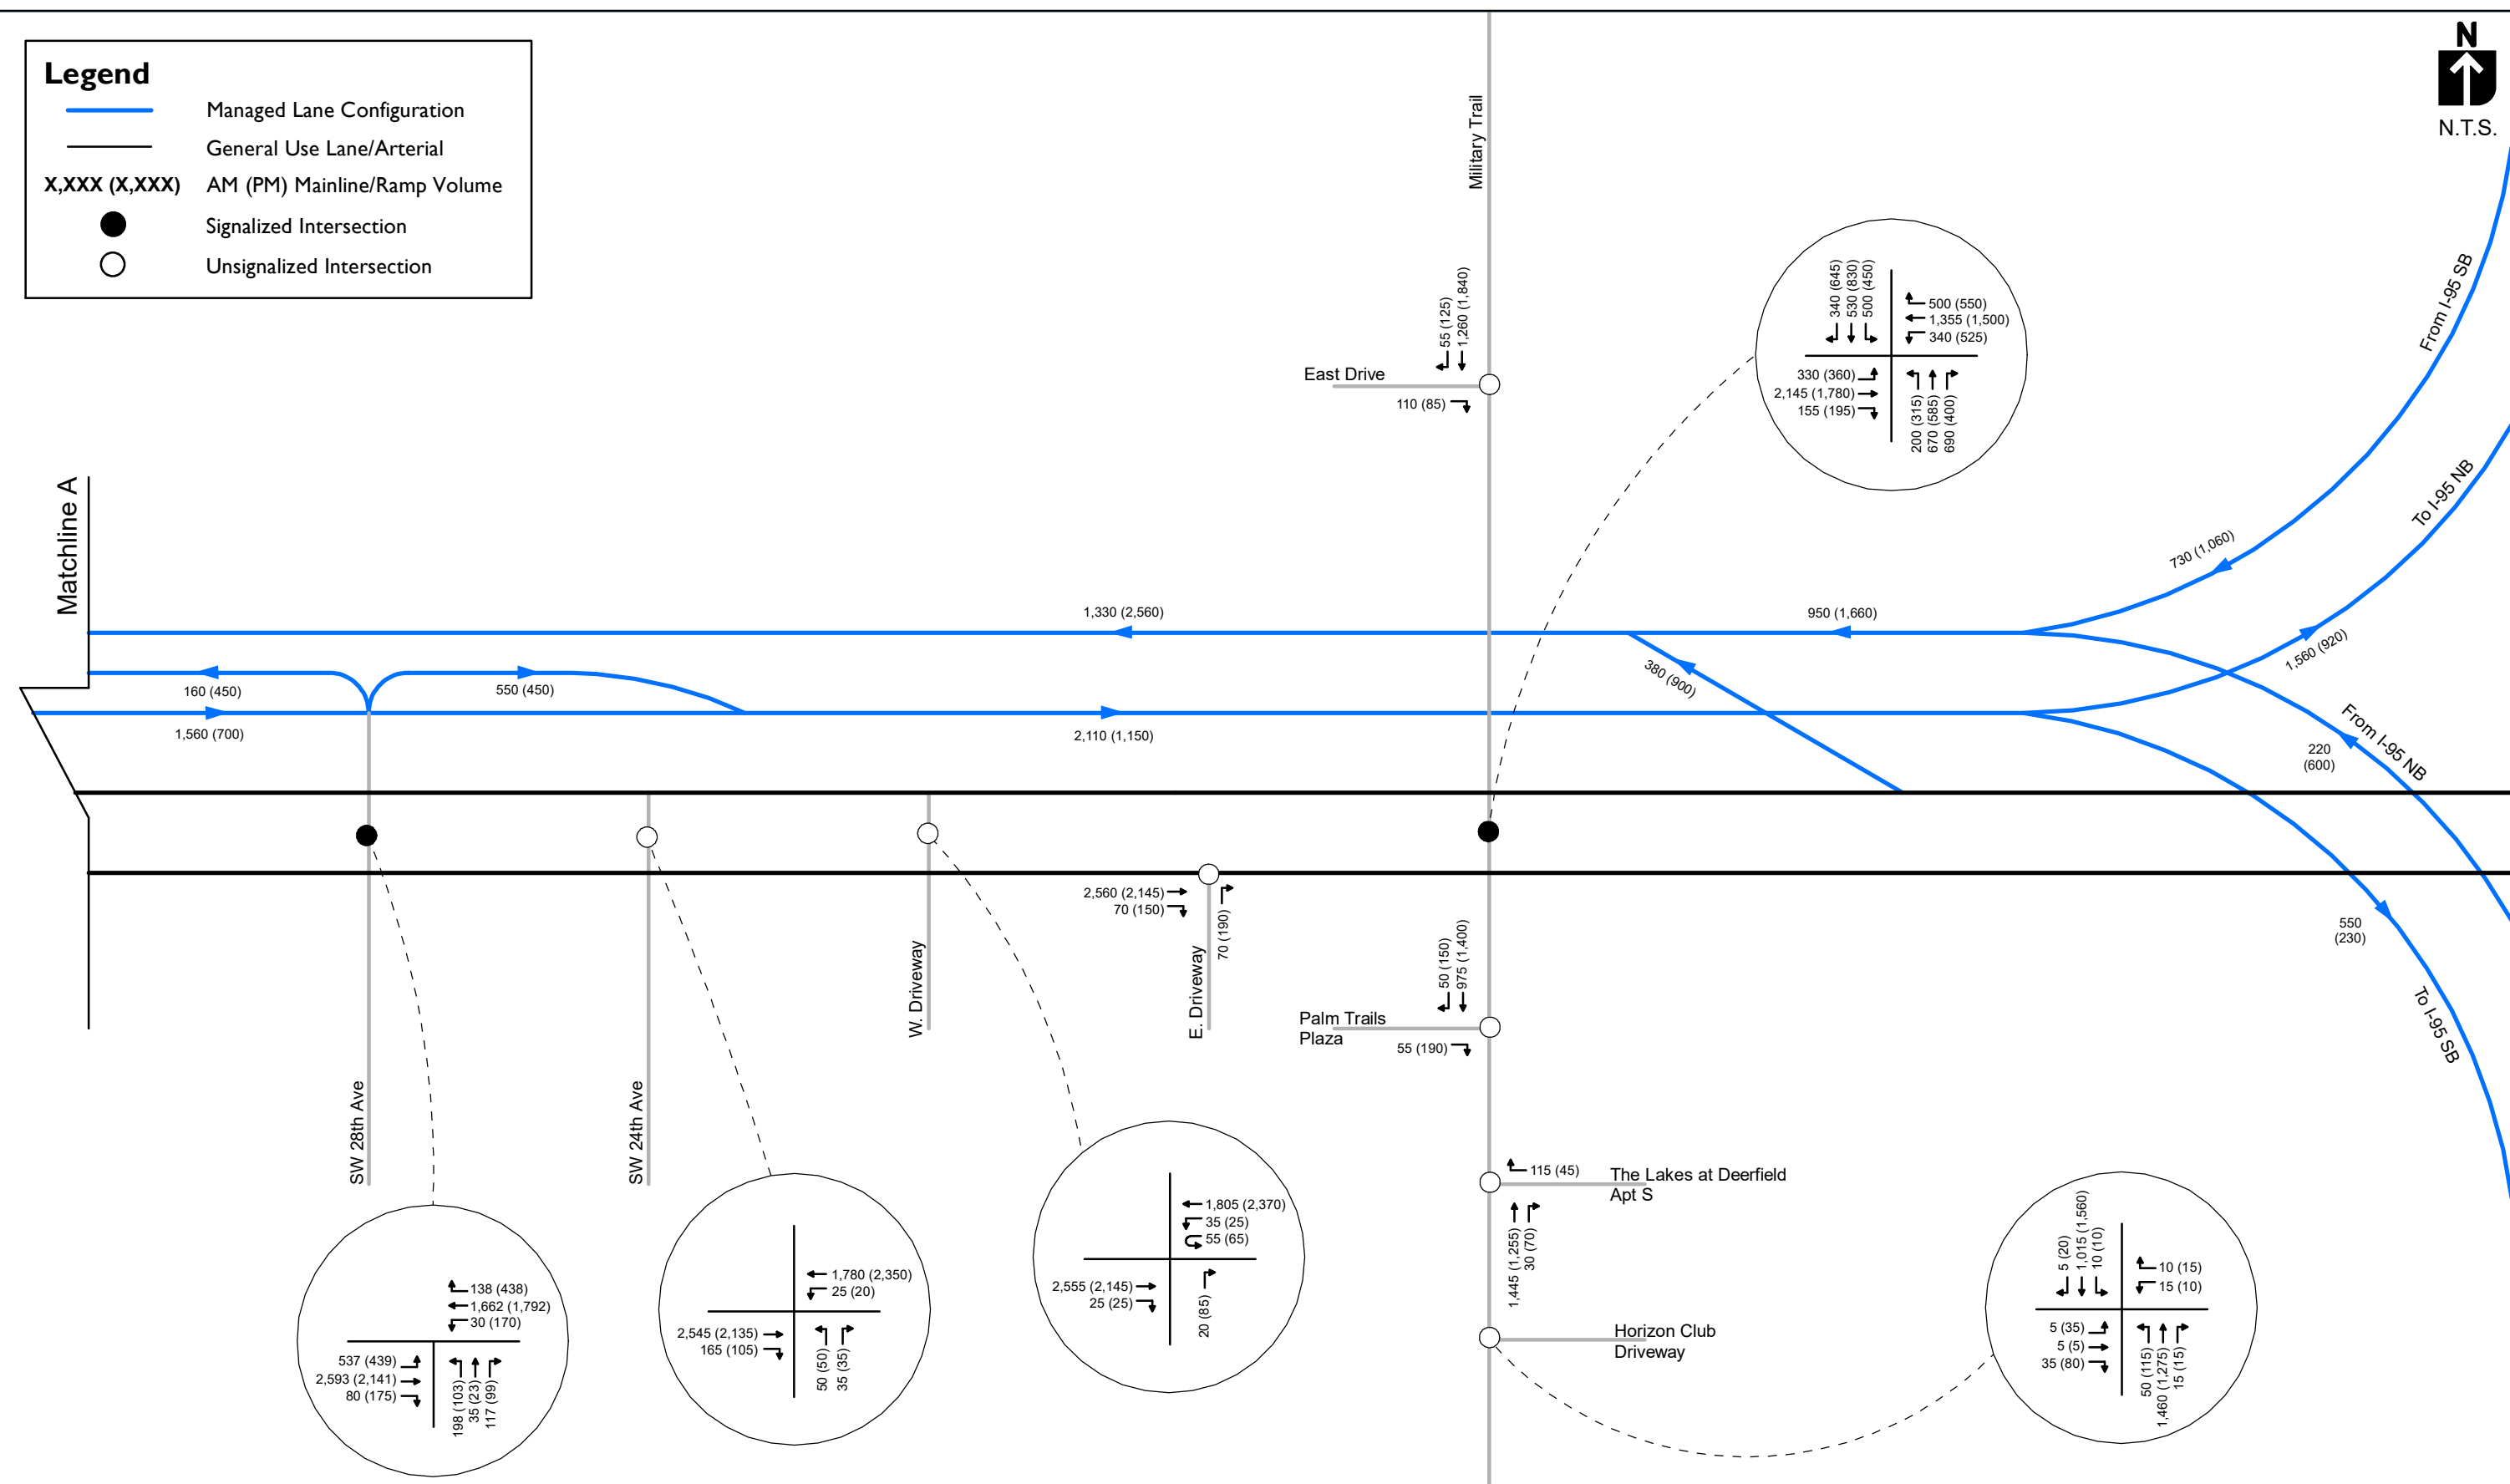 Legend
Managed Lane Configuration
General Use Lane/Arterial
X,XXX (X,XXX) AM (PM) Mainline/Ramp Volume
Signalized Intersection
Unsignalized Intersection
N
N.T.S.
Military Trail
From I-95 SB
To I-95 NB
55 (125)
1,260 (1,840)
East Drive
110 (85)
340 (645)
530 (830)
500 (450)
500 (550)
1,355 (1,500)
340 (525)
330 (360)
2,145 (1,780)
155 (195)
200 (315)
670 (585)
690 (400)
Matchline A
730 (1,060)
1,330 (2,560)
950 (1,660)
1,560 (920)
380 (900)
160 (450)
550 (450)
1,560 (700)
2,110 (1,150)
From I-95 NB
220
(600)
2,560 (2,145)
70 (150)
70 (190)
550
(230)
To I-95 SB
50 (150)
975 (1,400)
Palm Trails
Plaza
55 (190)
SW 28th Ave
SW 24th Ave
W. Driveway
E. Driveway
115 (45)
The Lakes at Deerfield
Apt S
1,445 (1,255)
30 (70)
Horizon Club
Driveway
138 (438)
1,662 (1,792)
30 (170)
537 (439)
2,593 (2,141)
80 (175)
198 (103)
35 (23)
117 (99)
1,780 (2,350)
25 (20)
2,545 (2,135)
165 (105)
50 (50)
35 (35)
1,805 (2,370)
35 (25)
55 (65)
2,555 (2,145)
25 (25)
20 (85)
5 (20)
1,015 (1,560)
10 (10)
10 (15)
15 (10)
5 (35)
5 (5)
35 (80)
50 (115)
1,460 (1,275)
15 (15)